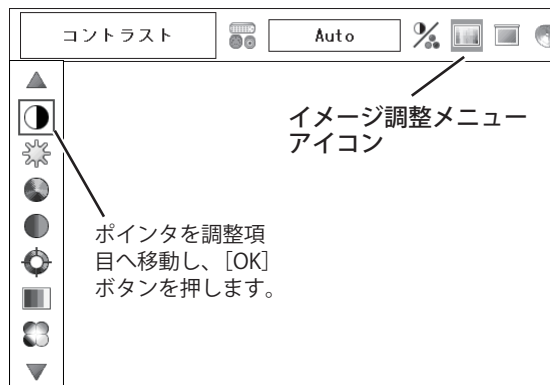 コントラスト
Auto
イメージ調整メニュー
アイコン
ポインタを調整項
目へ移動し、［OK］
ボタンを押します。